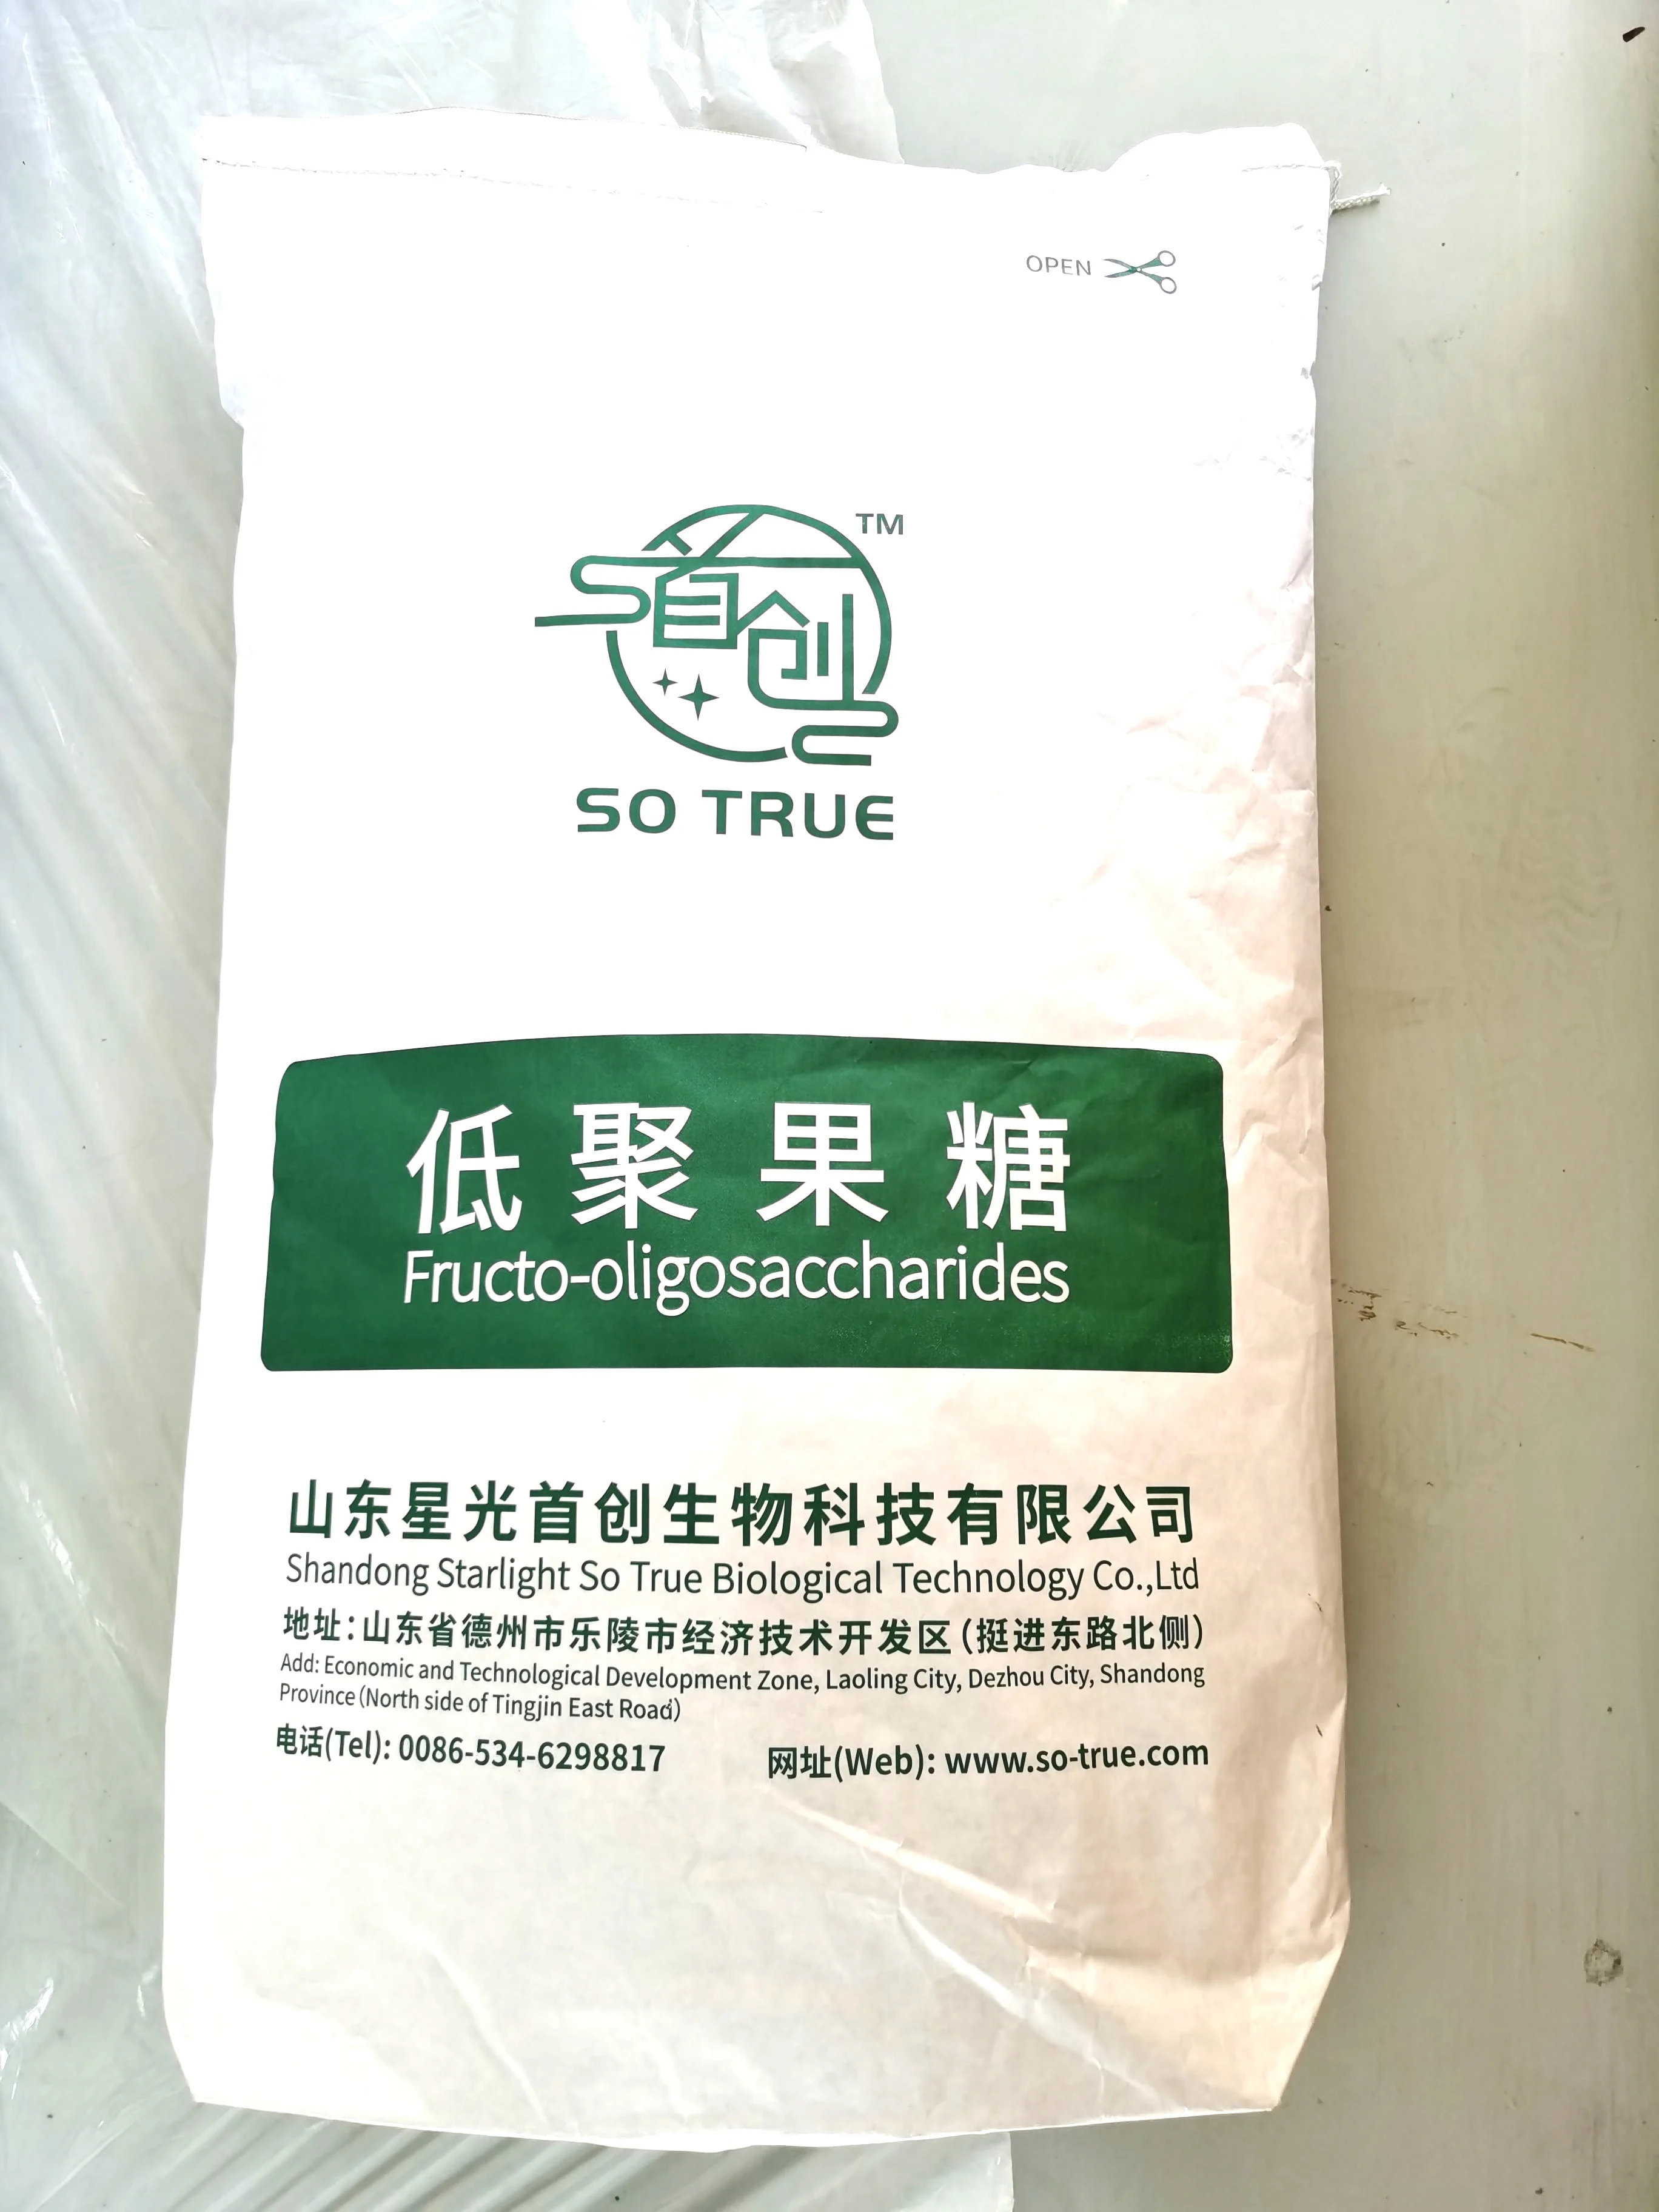 OPEN
TM
首创
SO TRUE
低聚果糖
Fructo-oligosaccharides
山东星光首创生物科技有限公司
Shandong Starlight So True Biological Technology Co.,Ltd
地址:山东省德州市乐陵市经济技术开发区(挺进东路北侧)
Add: Economic and Technological Development Zone, Laoling City, Dezhou City, Shandong
Province(North side of Tingjin East Road)
电话(Tel): 0086-534-6298817 网址(Web): www.so-true.com